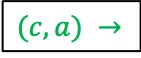 (c, a) →